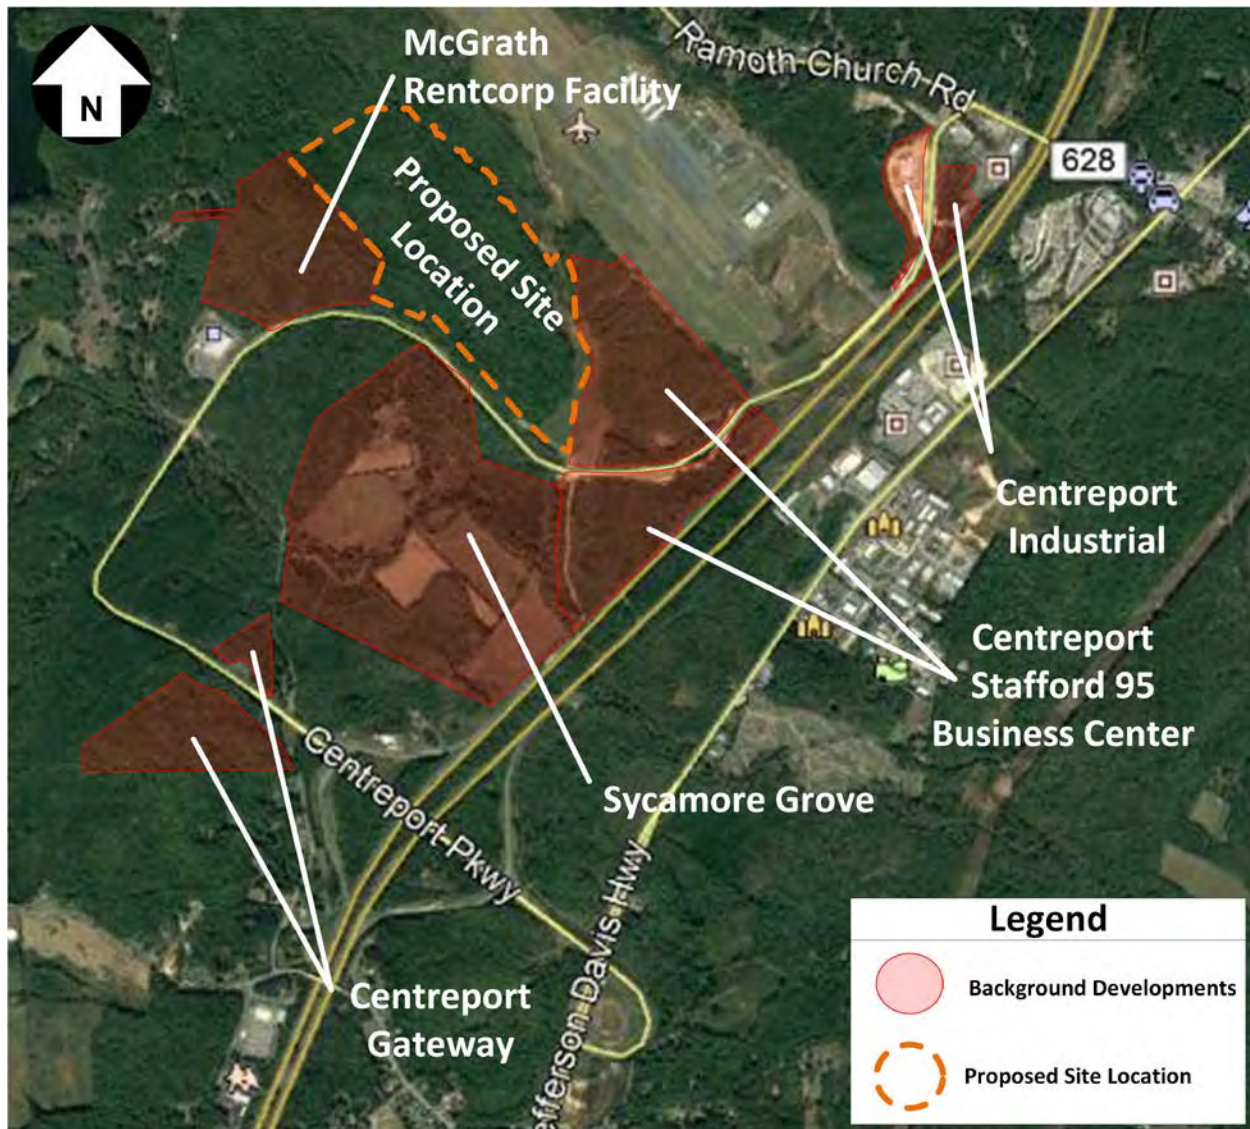 McGrath
Rentcorp Facility
Ramoth Church Rd
N
628
Proposed Site
Location
Centreport
Industrial
Centreport
Stafford 95
Business Center
Sycamore Grove
Centreport Pkwy
efferson Davis Hwy
Centreport
Gateway
Legend
Background Developments
Proposed Site Location